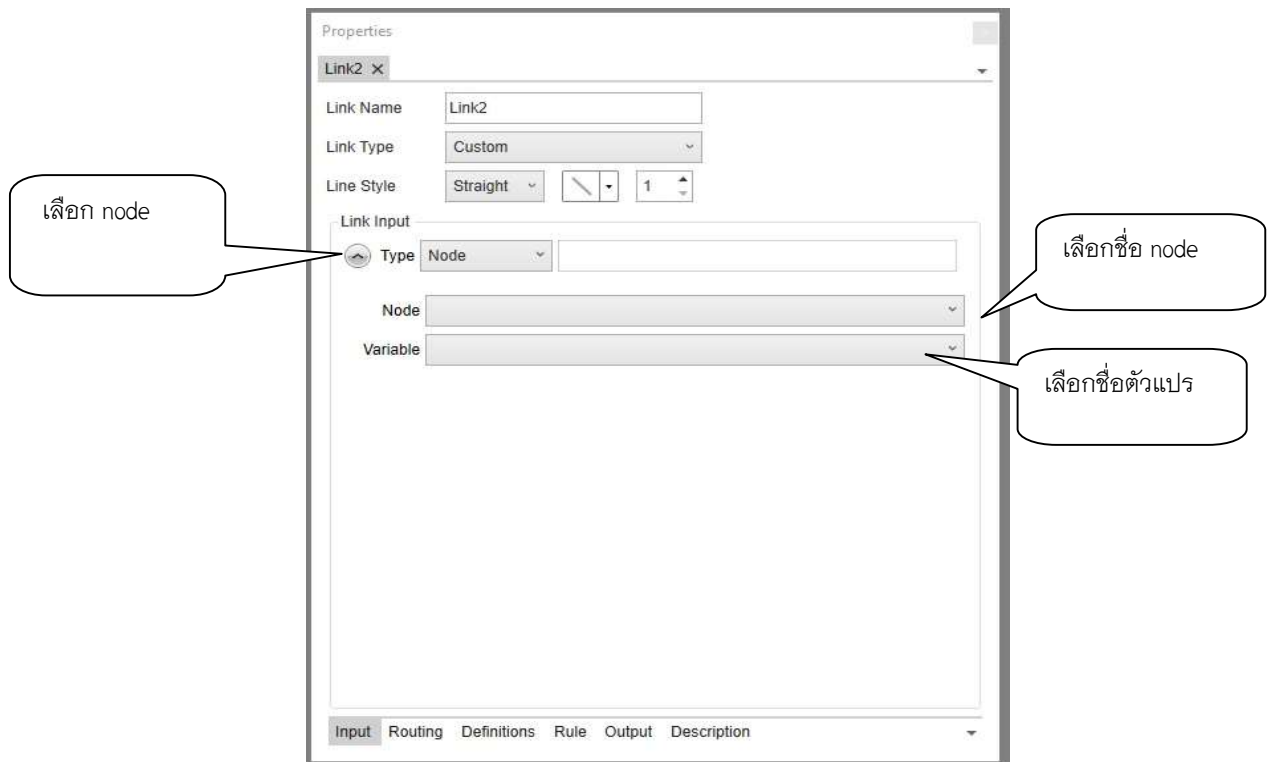 Properties
Link2
Link Name Link2
Link Type Custom
Line Style Straight 1
เลือก node
Link Input
Type Node
เลือกชื่อ node
Node
Variable
เลือกชื่อตัวแปร
Input Routing Definitions Rule Output Description